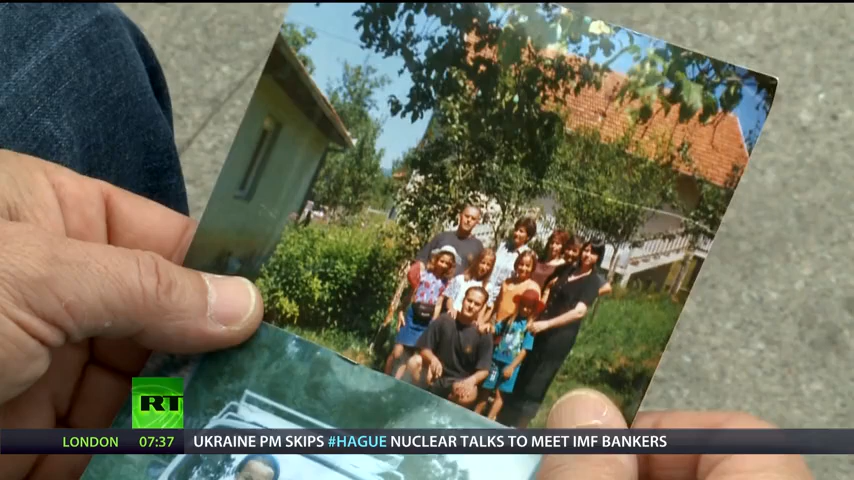 RT
LONDON 07:37 UKRAINE PM SKIPS #HAGUE NUCLEAR TALKS TO MEET IMF BANKERS